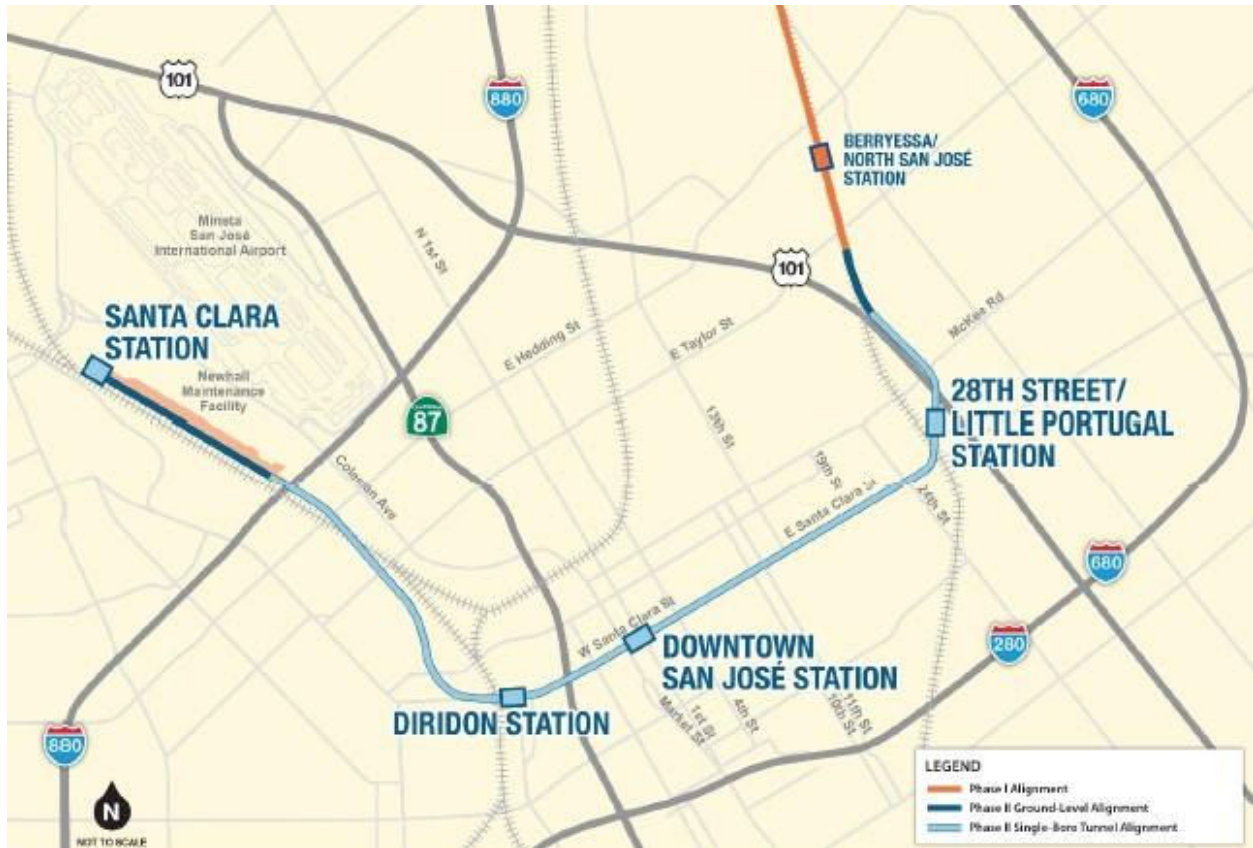 101
880
680
BERRYESSA/
NORTH SAN JOSÉ
STATION
Mineta
San José
International Airport
N 1st St
101
SANTA CLARA
STATION
McKee Rd
E Hedding St
E Taylor St
Newhall
Maintenance
Facility
87
28TH STREET/
LITTLE PORTUGAL
STATION
13th St
19th St
24th St
Coleman Ave
E Santa Clara St
680
W Santa Clara St
DOWNTOWN
SAN JOSÉ STATION
280
DIRIDON STATION
Market St
1st St
4th St
10th St
11th St
880
N
NOT TO SCALE
LEGEND
Phase I Alignment
Phase II Ground-Level Alignment
Phase II Single-Bore Tunnel Alignment